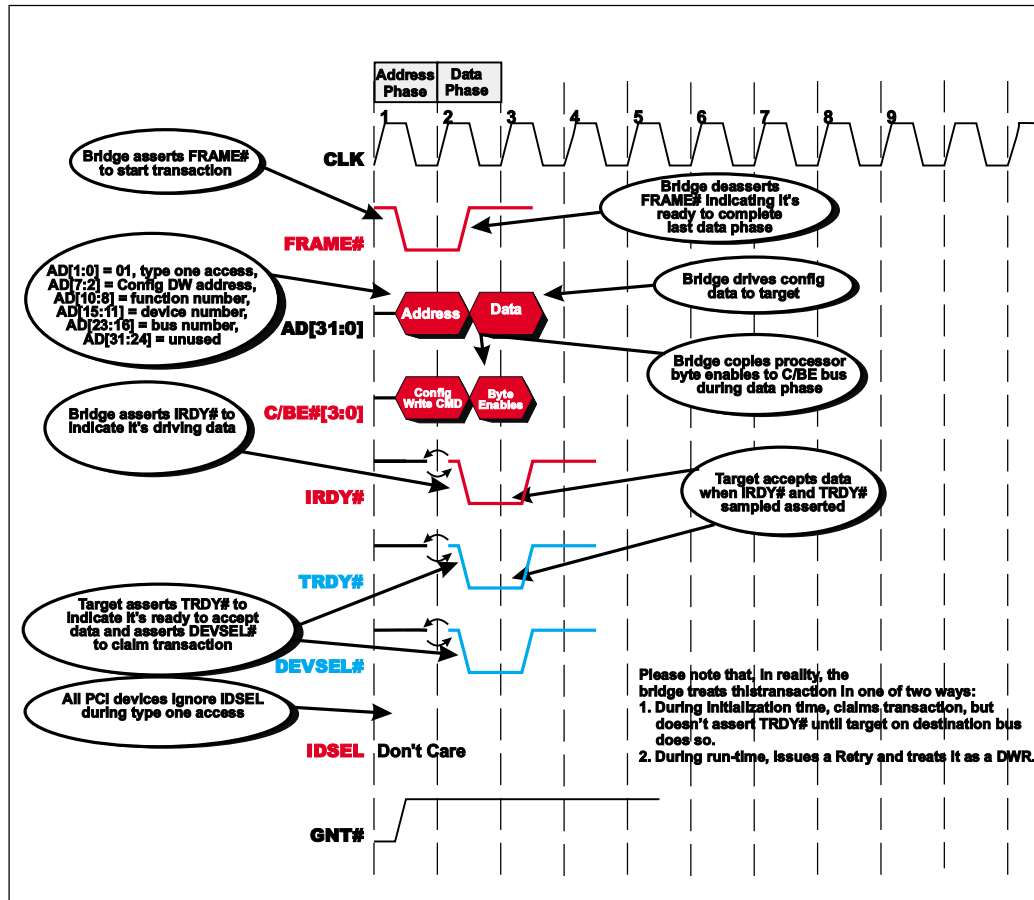 Address
Phase
Data
Phase
1 2 3 4 5 6 7 8 9
CLK
Bridge asserts FRAME#
to start transaction
Bridge deasserts
FRAME# indicating it's
ready to complete
last data phase
FRAME#
AD[1:0] = 01, type one access,
AD[7:2] = Config DW address,
AD[10:8] = function number,
AD[15:11] = device number,
AD[23:16] = bus number,
AD[31:24] = unused
Bridge drives config
data to target
Address
Data
AD[31:0]
Bridge copies processor
byte enables to C/BE bus
during data phase
Config
Write CMD
Byte
Enables
C/BE#[3:0]
Bridge asserts IRDY# to
indicate it's driving data
IRDY#
Target accepts data
when IRDY# and TRDY#
sampled asserted
TRDY#
Target asserts TRDY# to
indicate it's ready to accept
data and asserts DEVSEL#
to claim transaction
DEVSEL#
All PCI devices ignore IDSEL
during type one access
Please note that, in reality, the
bridge treats thistransaction in one of two ways:
1. During initialization time, claims transaction, but
doesn't assert TRDY# until target on destination bus
does so.
2. During run-time, issues a Retry and treats it as a DWR.
IDSEL Don't Care
GNT#